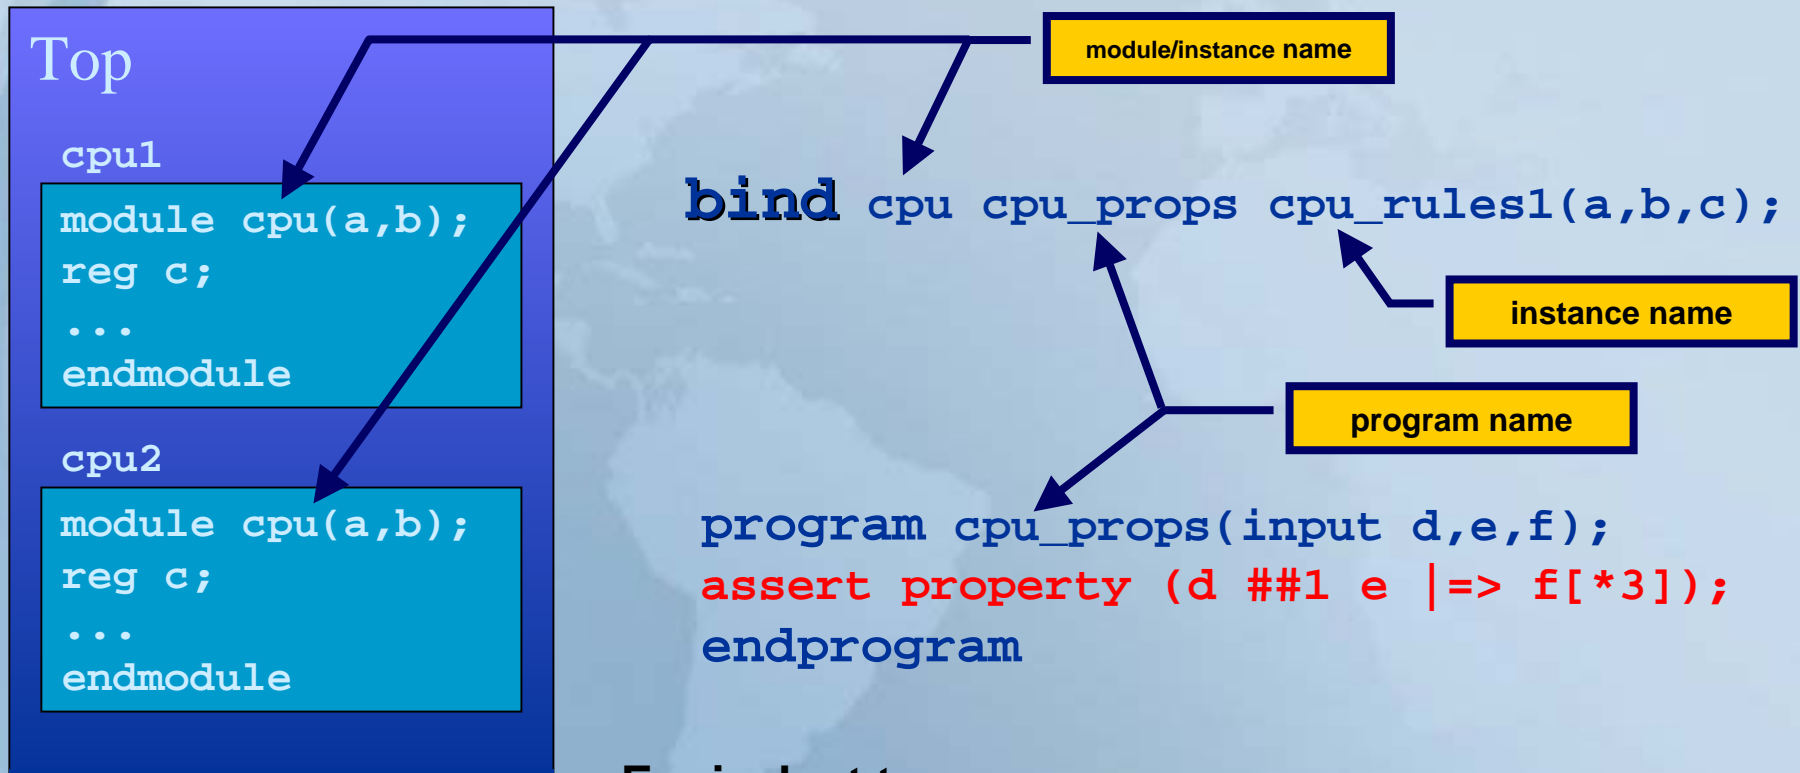 Top
cpu1
module cpu(a,b);
reg c;
...
endmodule
cpu2
module cpu(a,b);
reg c;
...
endmodule
module/instance name
bind cpu cpu_props cpu_rules1(a,b,c);
instance name
program name
program cpu_props(input d,e,f);
assert property (d ##1 e |=> f[*3]);
endprogram